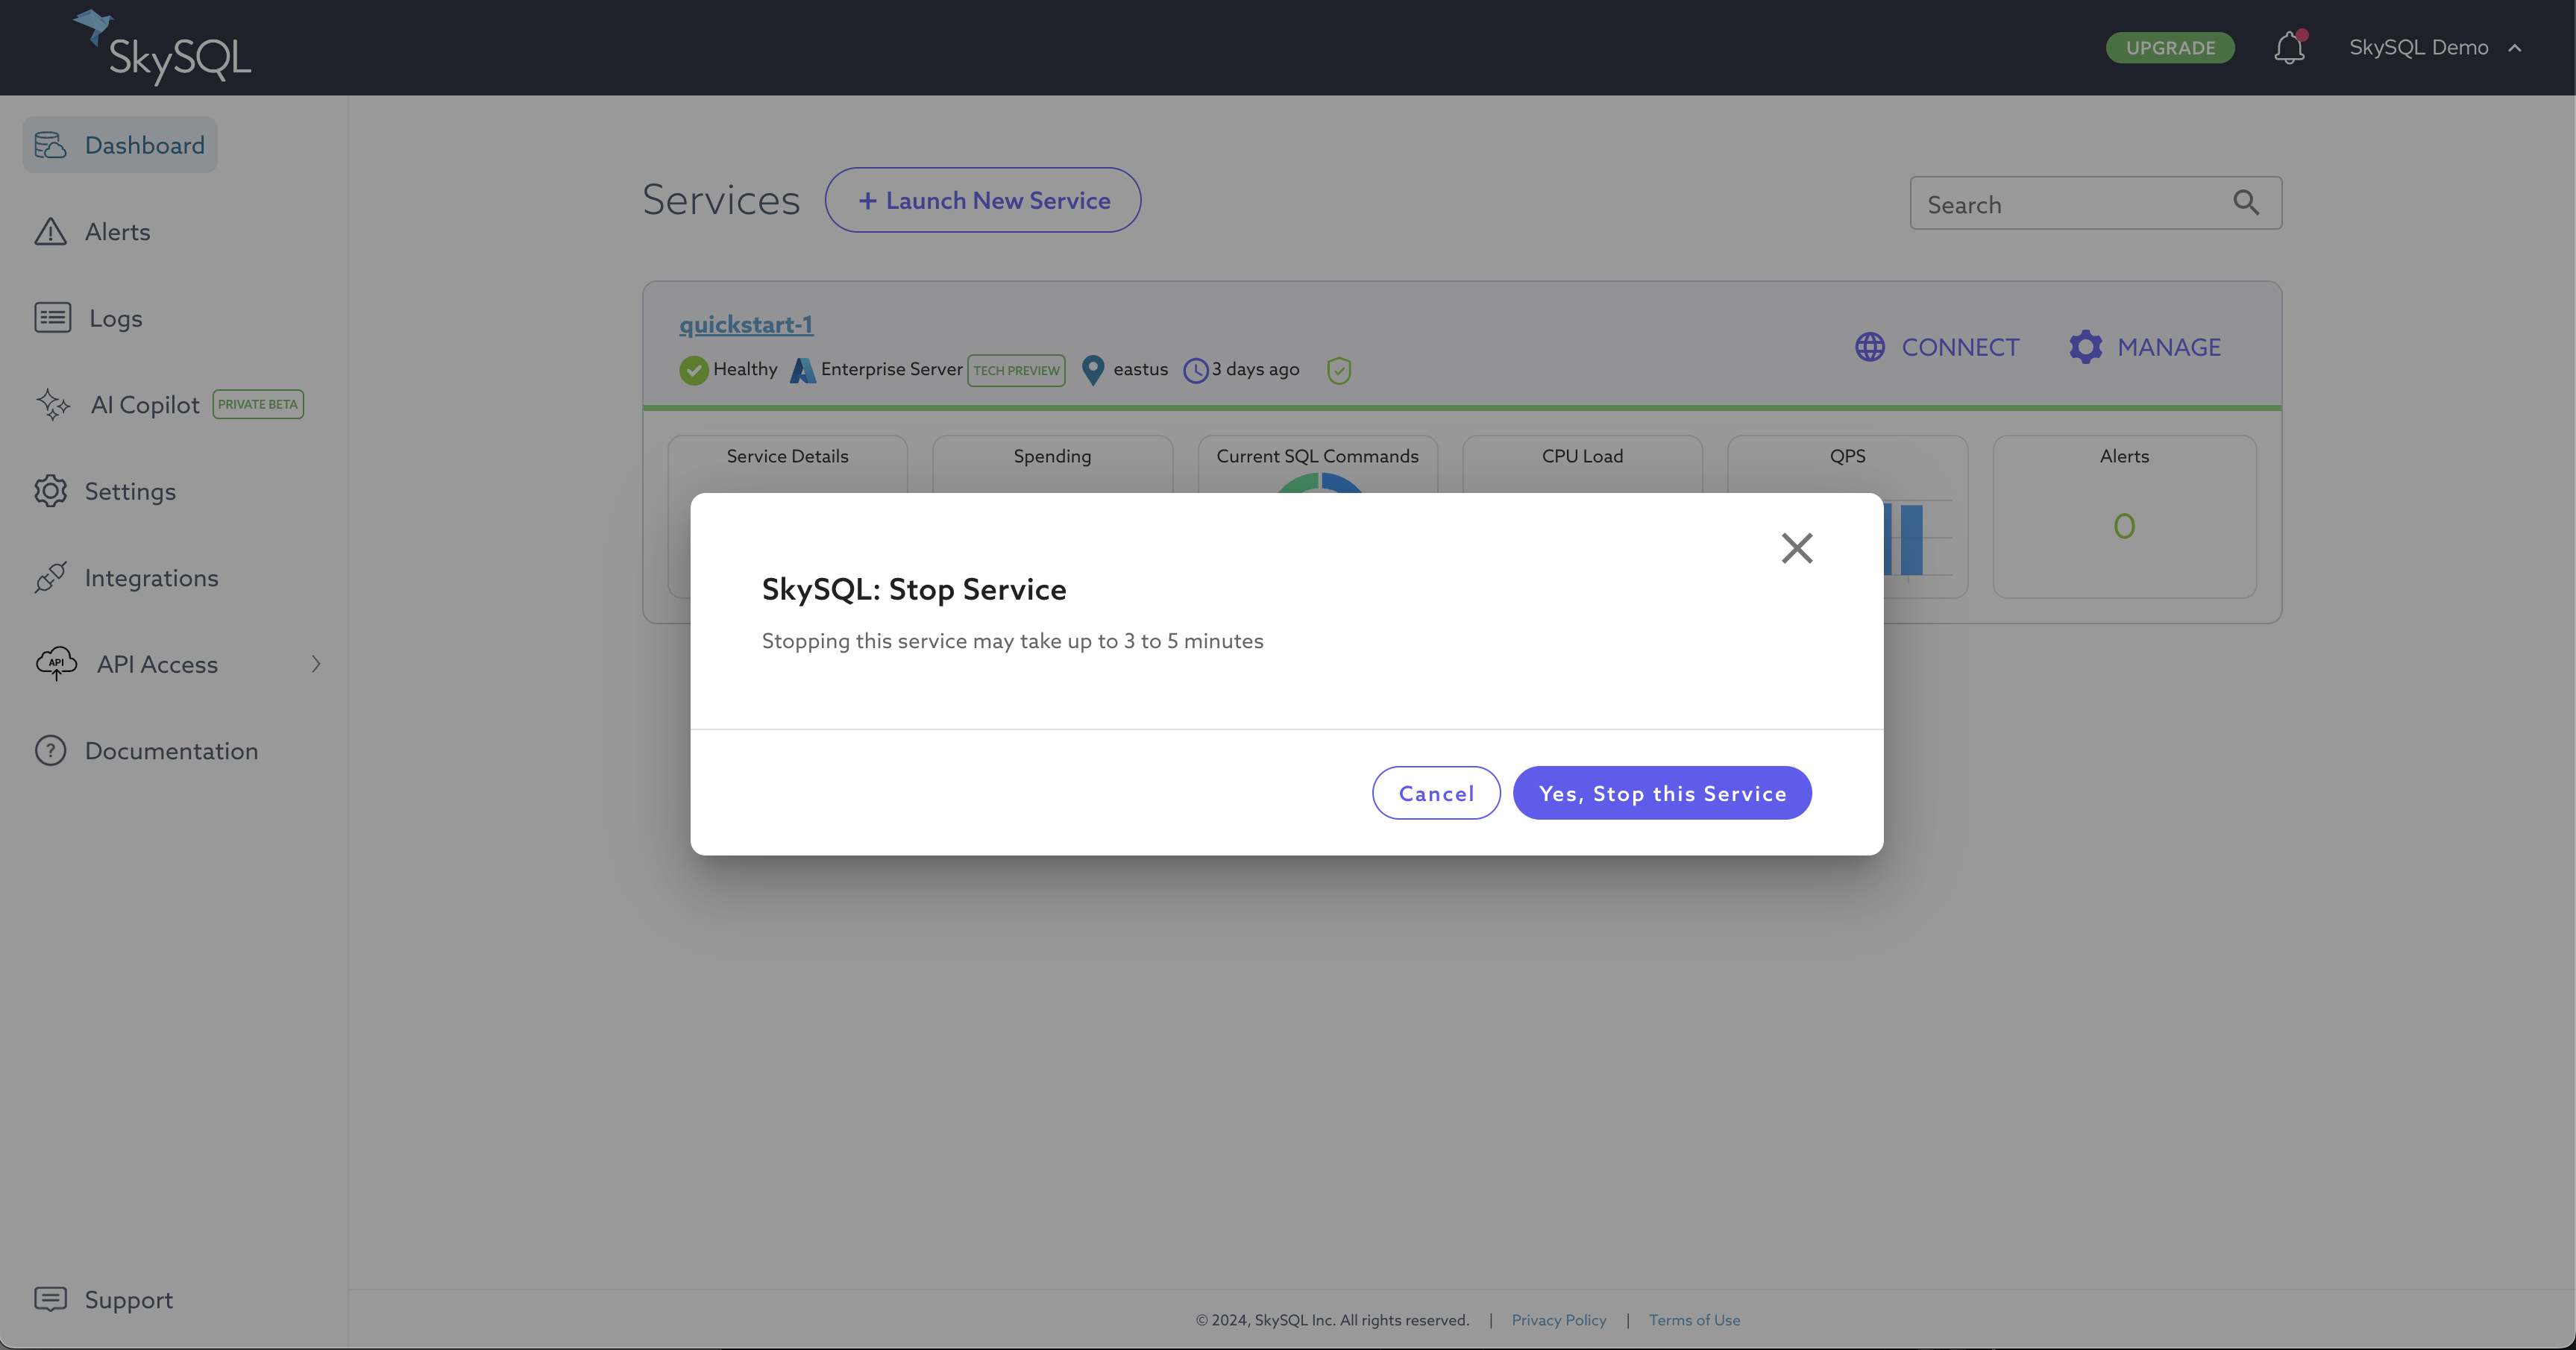 SkySQL
UPGRADE
SkySQL Demo
Dashboard
Alerts
Logs
AI Copilot PRIVATE BETA
Settings
Integrations
API API Access
? Documentation
Support
Services
+ Launch New Service
Search
quickstart-1
Healthy Enterprise Server TECH PREVIEW eastus 3 days ago
CONNECT MANAGE
Service Details
Spending
Current SQL Commands
CPU Load
QPS
Alerts
0
SkySQL: Stop Service
Stopping this service may take up to 3 to 5 minutes
Cancel
Yes, Stop this Service
© 2024, SkySQL Inc. All rights reserved. | Privacy Policy | Terms of Use